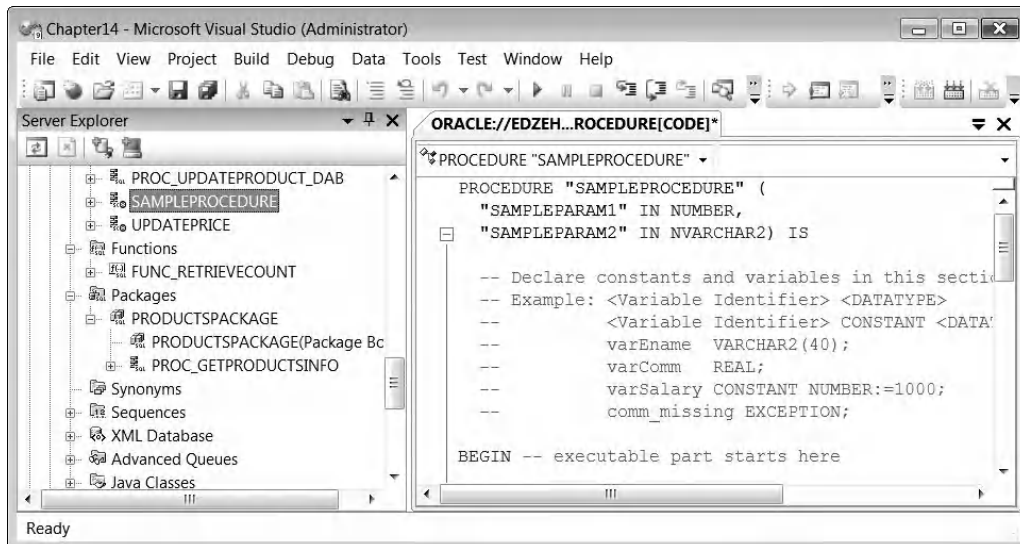 Chapter14 - Microsoft Visual Studio (Administrator)
File Edit View Project Build Debug Data Tools Test Window Help
Server Explorer
PROC_UPDATEPRODUCT_DAB
SAMPLEPROCEDURE
UPDATEPRICE
Functions
FUNC_RETRIEVECOUNT
Packages
PRODUCTSPACKAGE
PRODUCTSPACKAGE(Package Bc
PROC_GETPRODUCTSINFO
Synonyms
Sequences
XML Database
Advanced Queues
Java Classes
ORACLE://EDZEH...ROCEDURE[CODE]*
PROCEDURE "SAMPLEPROCEDURE"
PROCEDURE "SAMPLEPROCEDURE" (
"SAMPLEPARAM1" IN NUMBER,
"SAMPLEPARAM2" IN NVARCHAR2) IS
-- Declare constants and variables in this secti
-- Example: <Variable Identifier> <DATATYPE>
-- <Variable Identifier> CONSTANT <DATA
-- varEname VARCHAR2(40);
-- varComm REAL;
-- varSalary CONSTANT NUMBER:=1000;
-- comm_missing EXCEPTION;
BEGIN -- executable part starts here
Ready